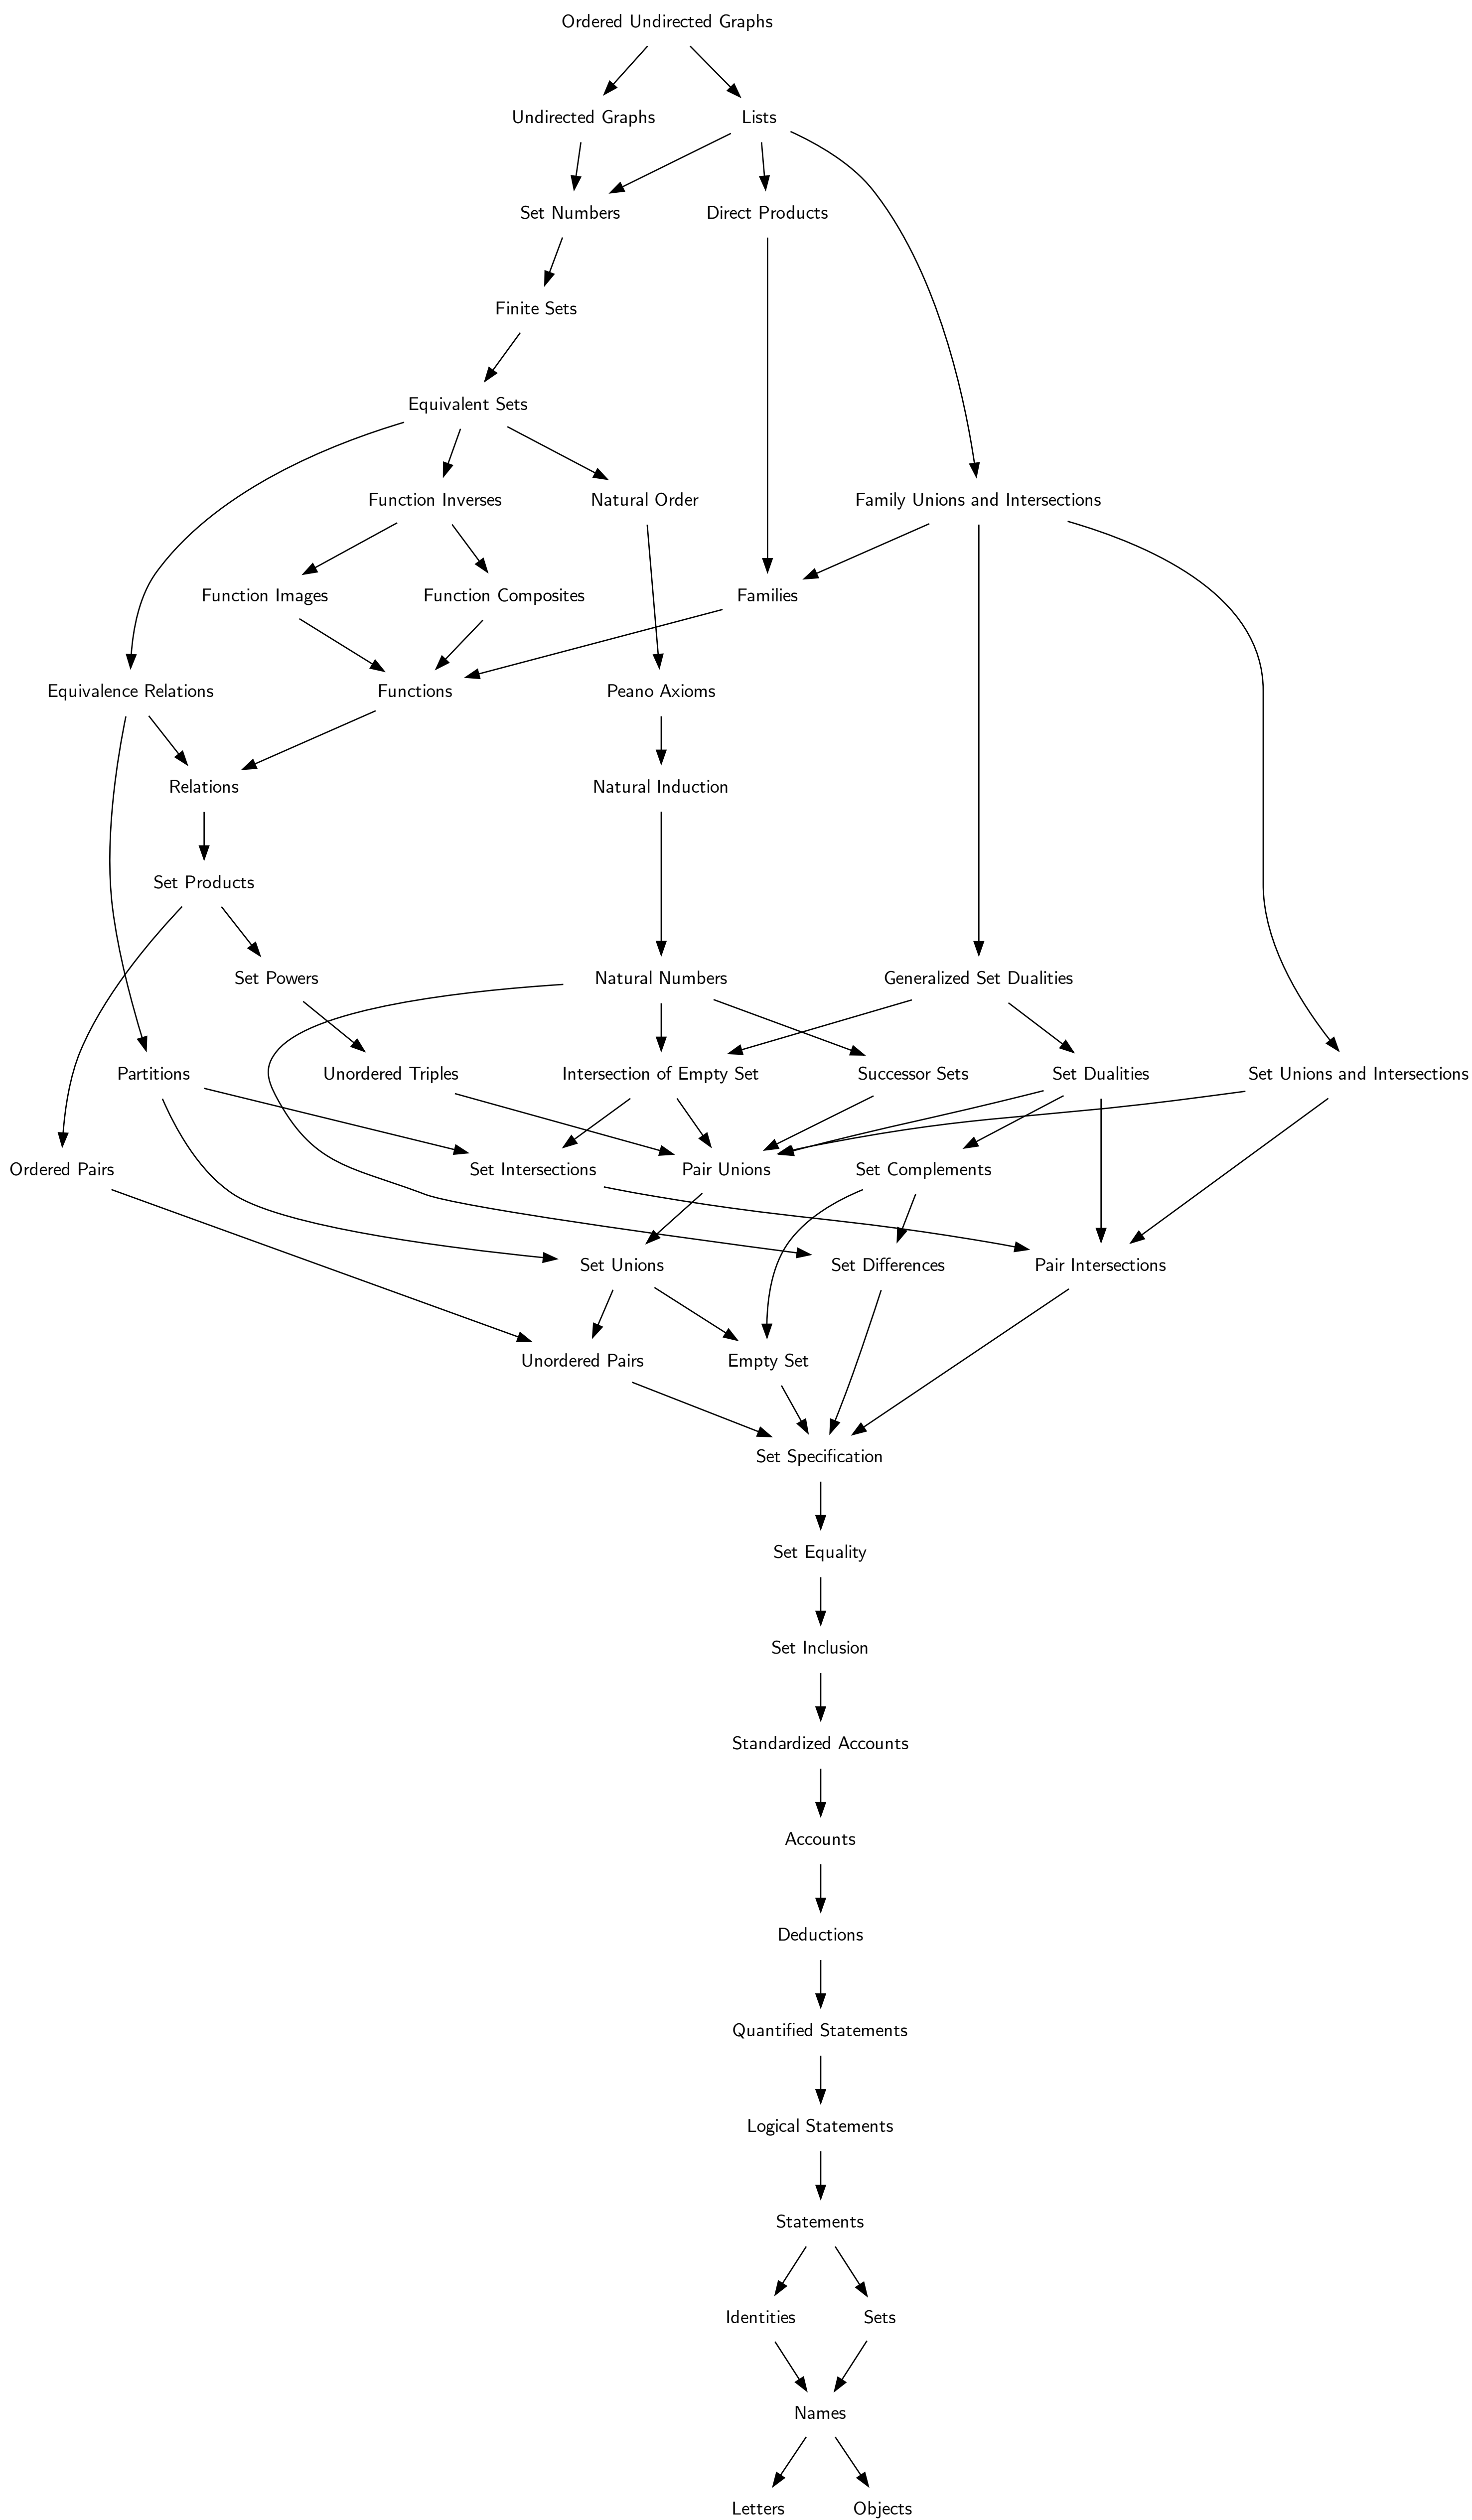 Ordered Undirected Graphs
Undirected Graphs
Lists
Set Numbers
Direct Products
Finite Sets
Equivalent Sets
Function Inverses
Natural Order
Family Unions and Intersections
Function Images
Function Composites
Families
Equivalence Relations
Functions
Peano Axioms
Relations
Natural Induction
Set Products
Set Powers
Natural Numbers
Generalized Set Dualities
Partitions
Unordered Triples
Intersection of Empty Set
Successor Sets
Set Dualities
Set Unions and Intersections
Ordered Pairs
Set Intersections
Pair Unions
Set Complements
Set Unions
Set Differences
Pair Intersections
Unordered Pairs
Empty Set
Set Specification
Set Equality
Set Inclusion
Standardized Accounts
Accounts
Deductions
Quantified Statements
Logical Statements
Statements
Identities
Sets
Names
Letters
Objects